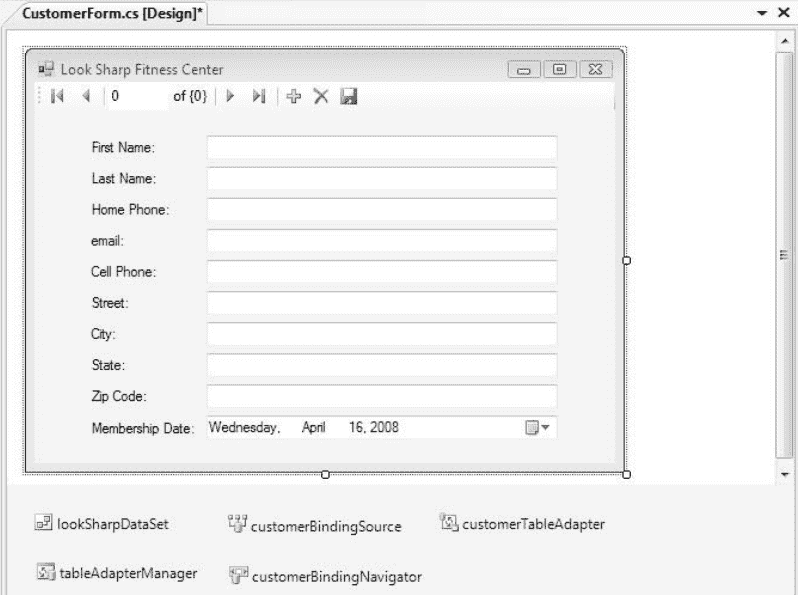 CustomerForm.cs [Design]*
Look Sharp Fitness Center
0 of {0}
First Name:
Last Name:
Home Phone:
email:
Cell Phone:
Street:
City:
State:
Zip Code:
Membership Date: Wednesday, April 16, 2008
lookSharpDataSet customerBindingSource customerTableAdapter
tableAdapterManager customerBindingNavigator